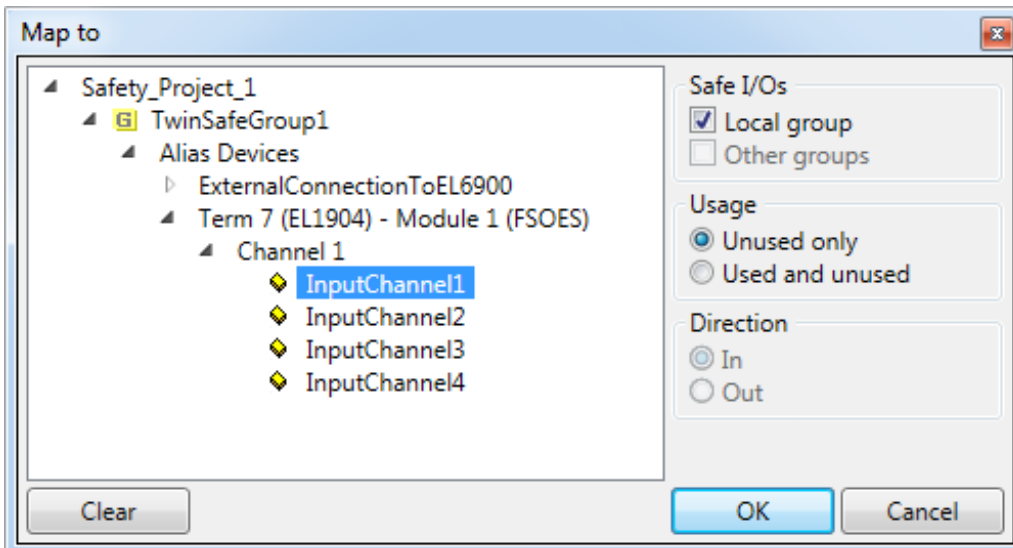 Map to
Safety_Project_1
G TwinSafeGroup1
Alias Devices
ExternalConnectionToEL6900
Term 7 (EL1904) - Module 1 (FSOES)
Channel 1
InputChannel1
InputChannel2
InputChannel3
InputChannel4
Safe I/Os
Local group
Other groups
Usage
Unused only
Used and unused
Direction
In
Out
Clear
OK
Cancel